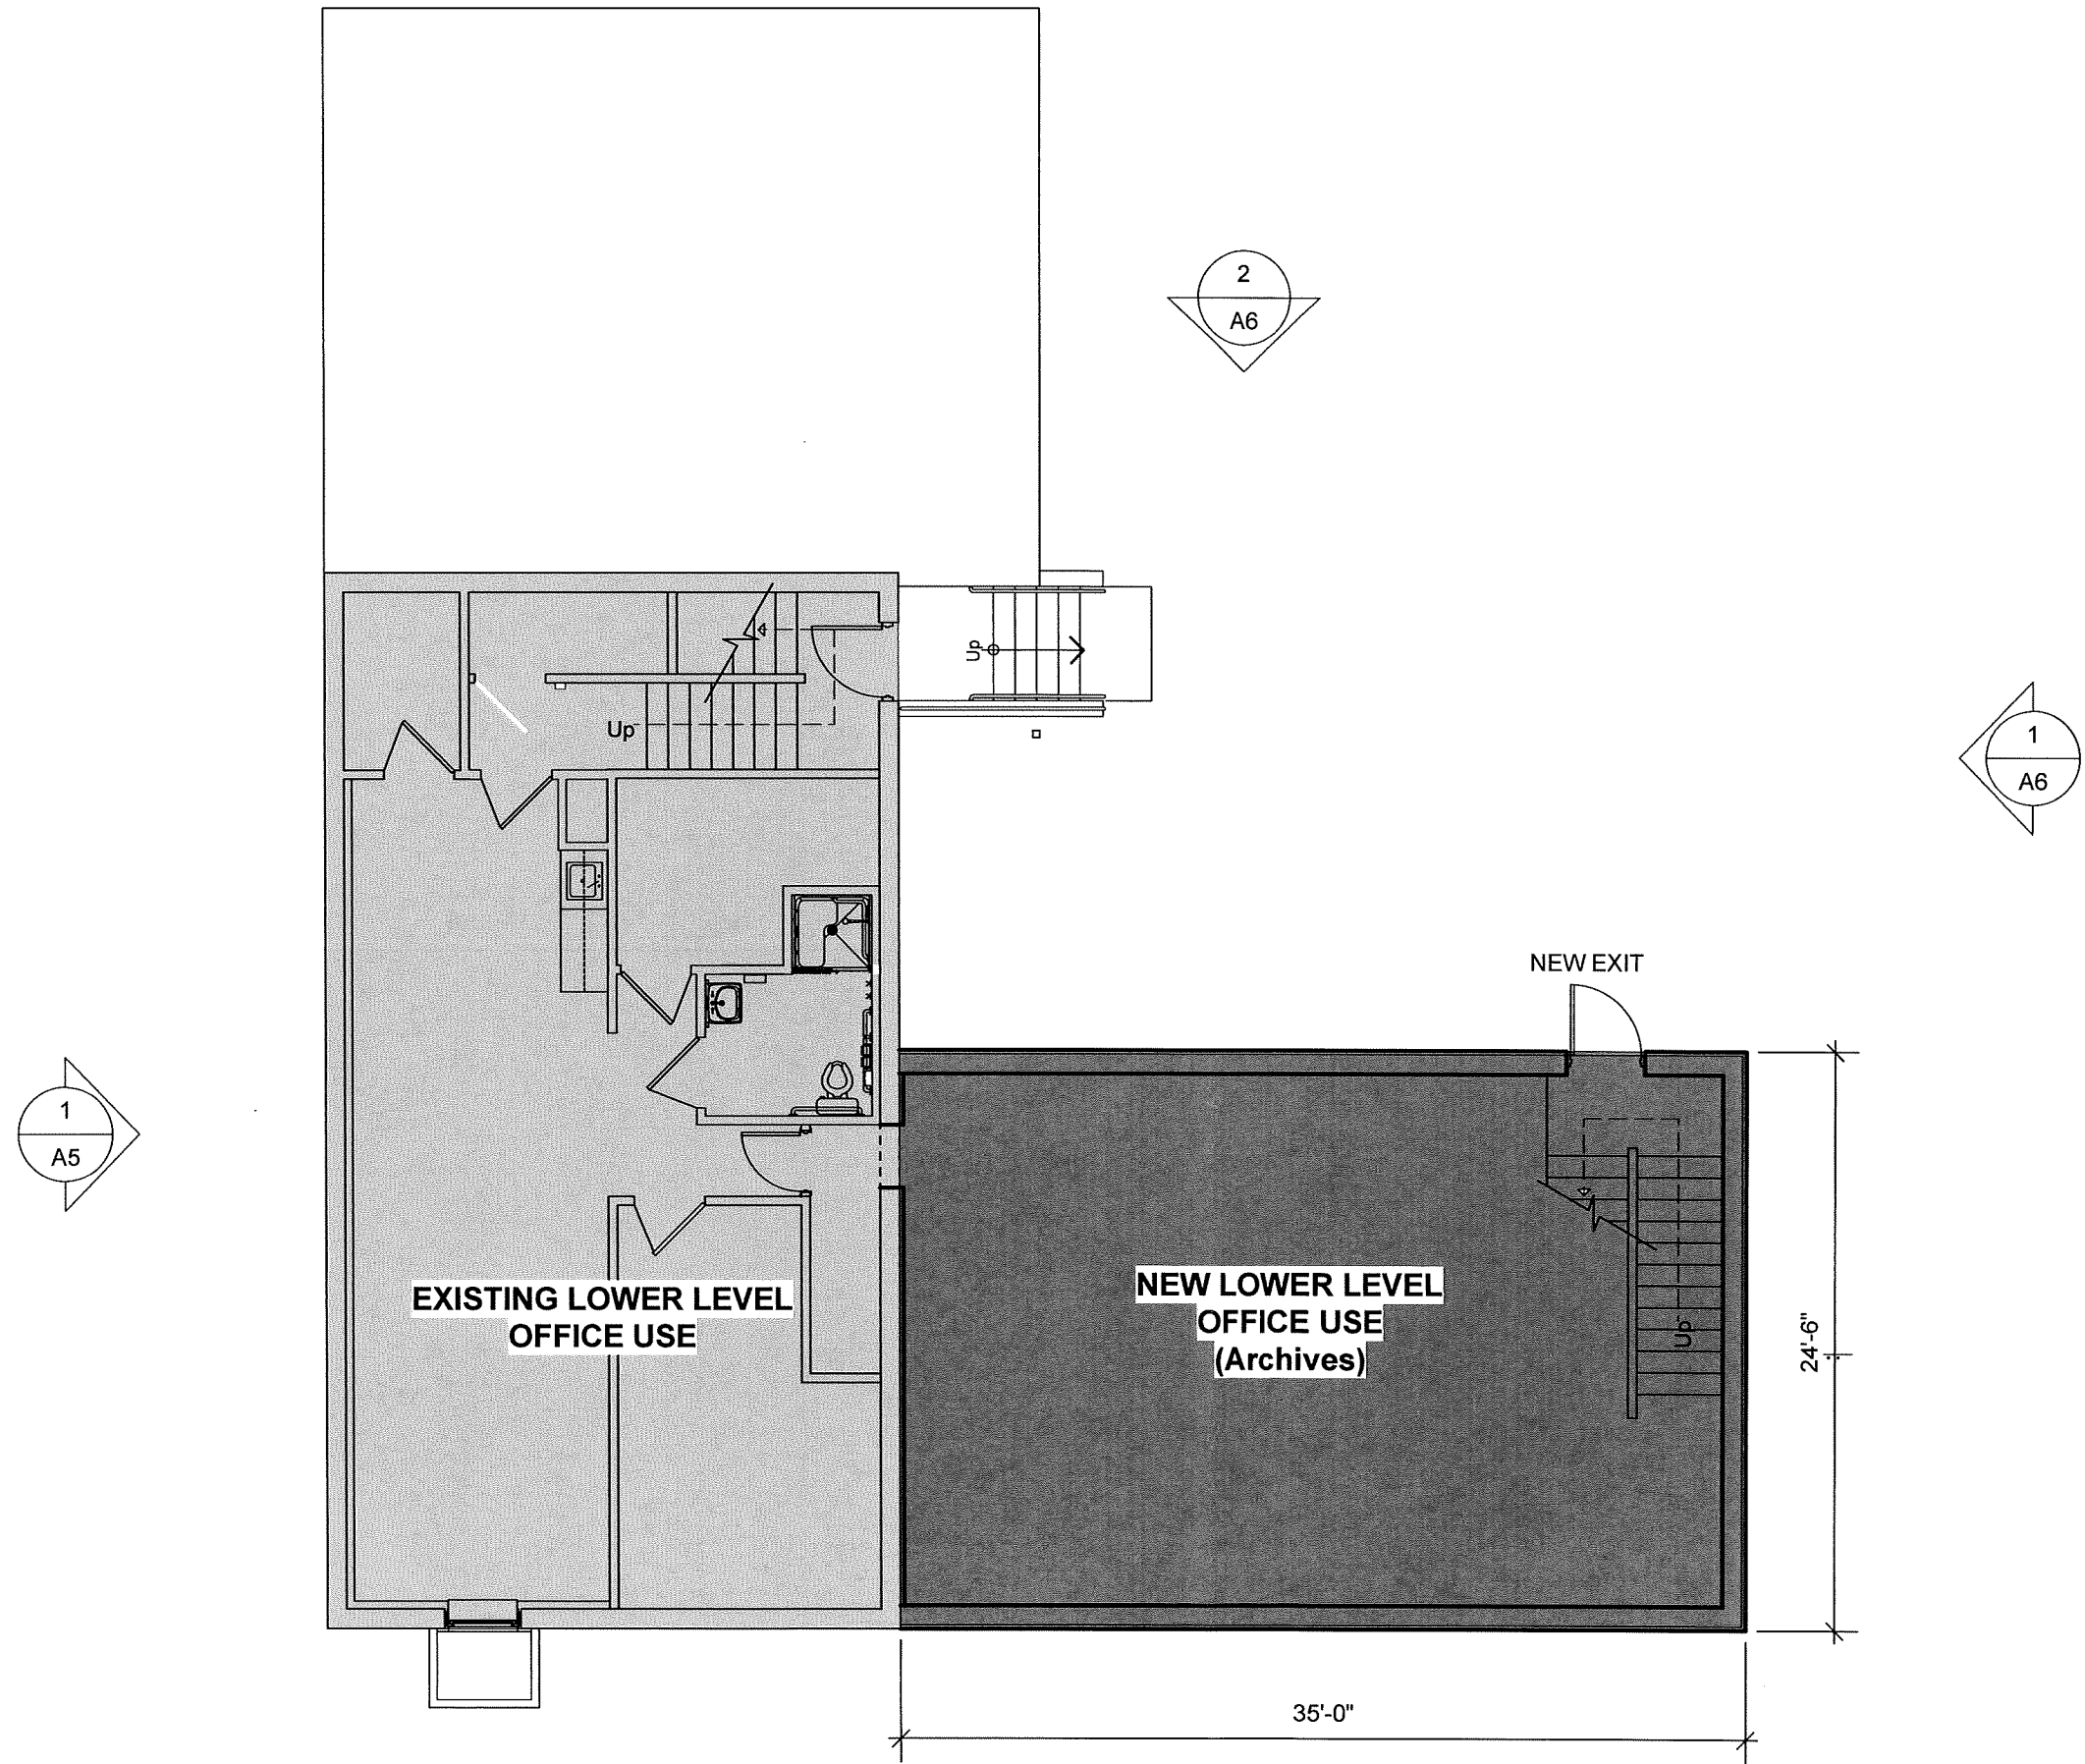 2
A6
Up
Up
1
A6
NEW EXIT
1
A5
EXISTING LOWER LEVEL
OFFICE USE
NEW LOWER LEVEL
OFFICE USE
(Archives)
Up
24'-6"
35'-0"